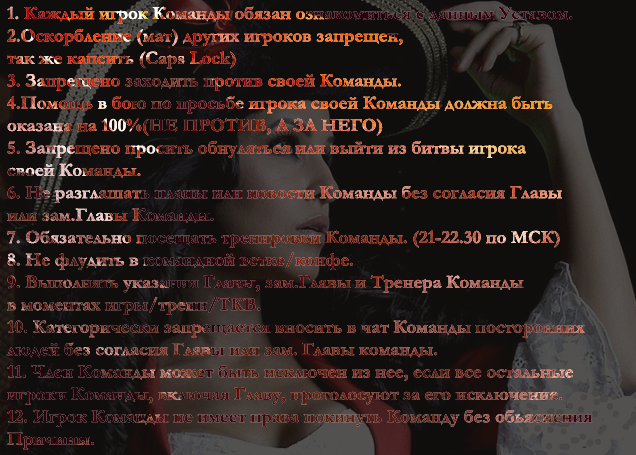 1. Каждый игрок Команды обязан ознакомиться с данным Уставом.
2.Оскорбление (мат) других игроков запрещен,
так же капсить (Caps Lock)
3. Запрещено заходить против своей Команды.
4.Помощь в бою по просьбе игрока своей Команды должна быть
оказана на 100%(НЕ ПРОТИВ, А ЗА НЕГО)
5. Запрещено просить обнуляться или выйти из битвы игрока
своей Команды.
6. Не разглашать планы или новости Команды без согласия Главы
или зам.Главы Команды.
7. Обязательно посещать тренировки Команды. (21-22.30 по МСК)
8. Не флудить в командной ветке/конфе.
9. Выполнять указания Главы, зам.Главы и Тренера Команды
в моментах игры/трени/ТКВ.
10. Категорически запрещается вносить в чат Команды посторонних
людей без согласия Главы или зам. Главы команды.
11. Член Команды может быть исключен из нее, если все остальные
игроки Команды, включая Главу, проголосуют за его исключение.
12. Игрок Команды не имеет права покинуть Команду без объяснения
Причины.